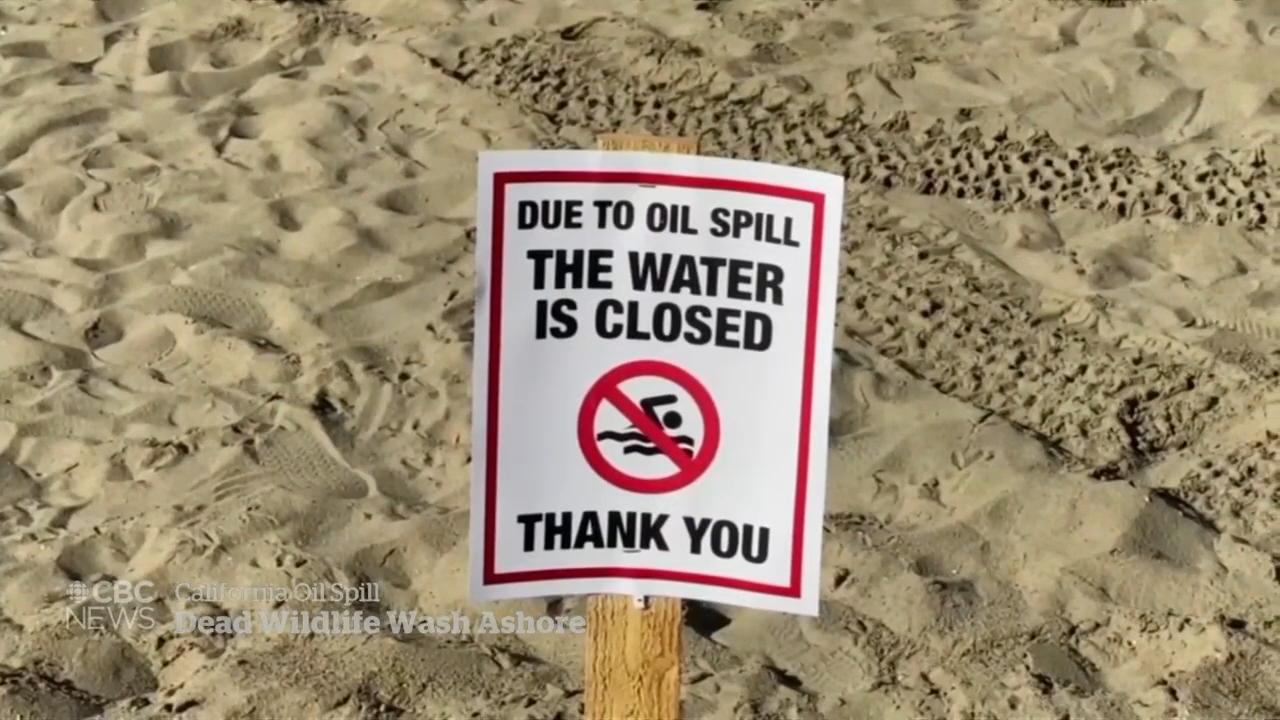 DUE TO OIL SPILL
THE WATER
IS CLOSED
THANK YOU
CBC
NEWS
California Oil Spill
Dead Wildlife Wash Ashore